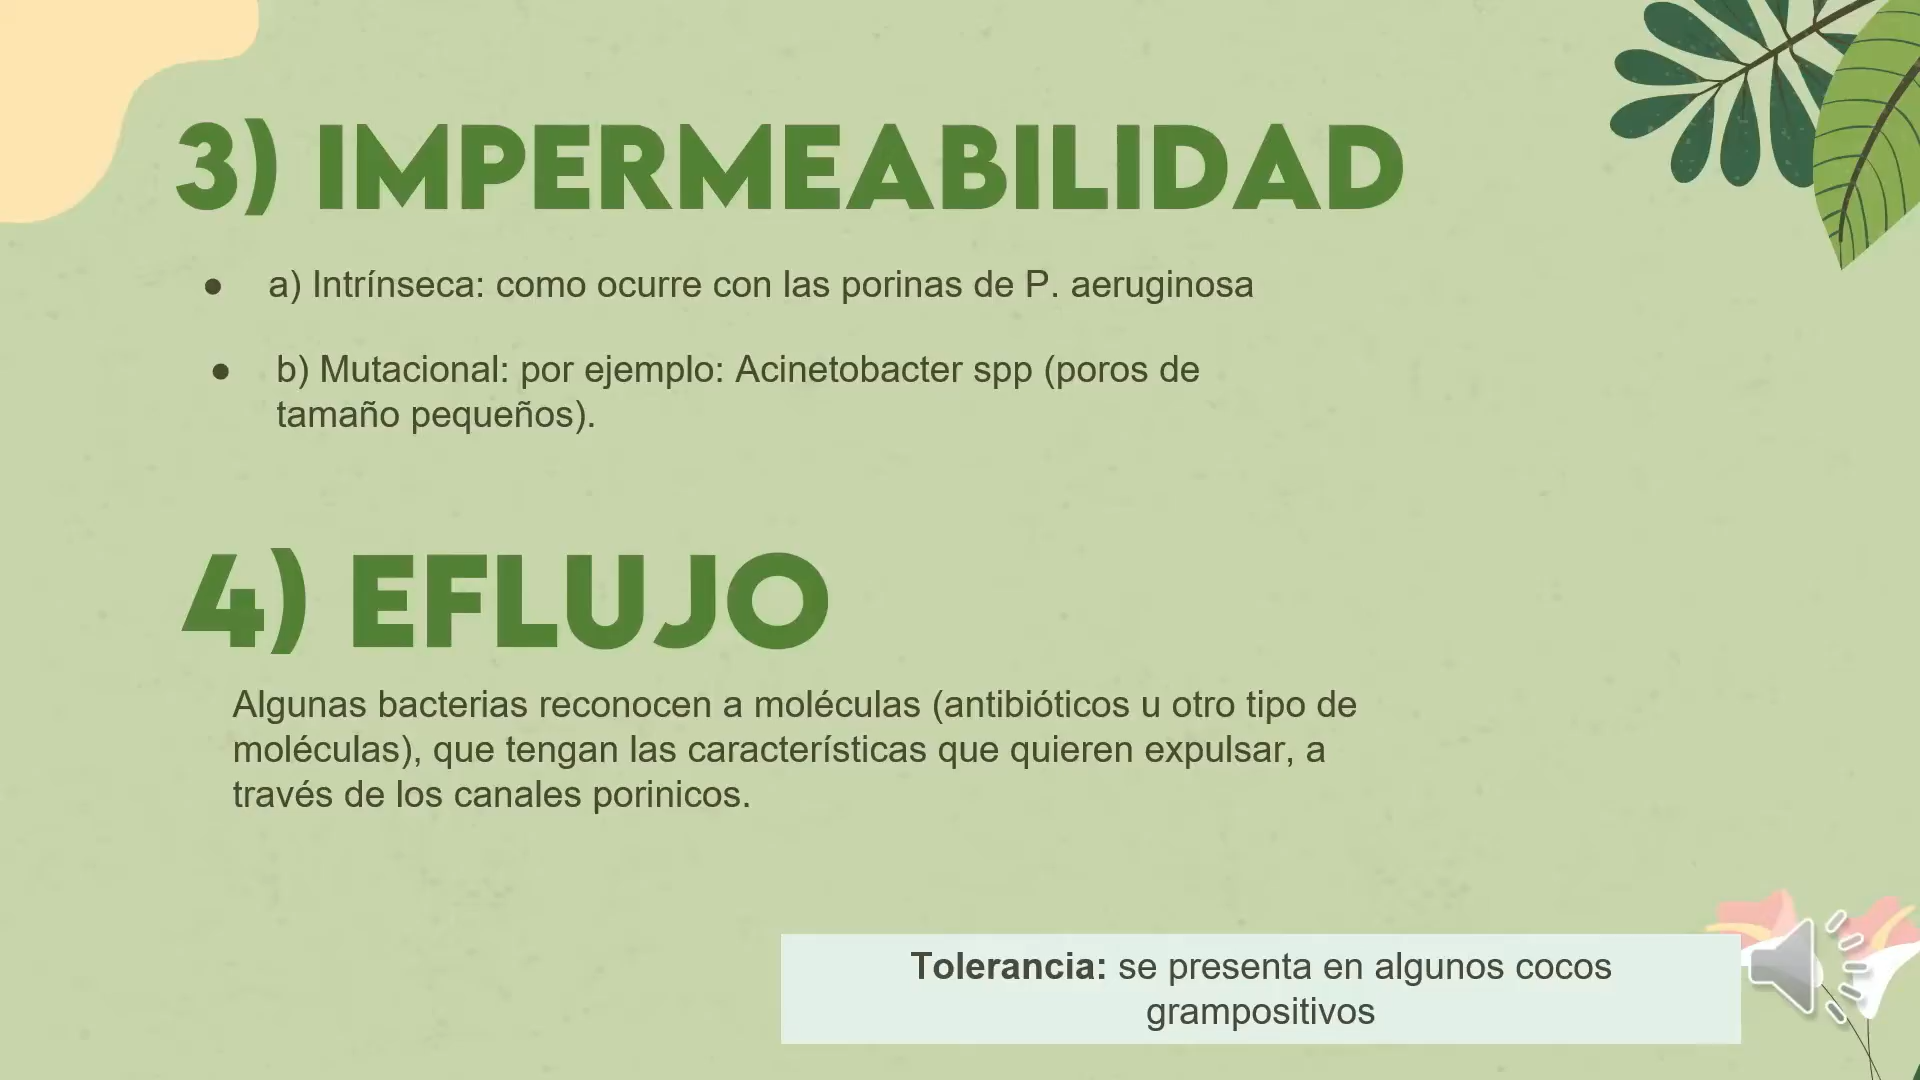 3) IMPERMEABILIDAD
● a) Intrínseca: como ocurre con las porinas de P. aeruginosa
● b) Mutacional: por ejemplo: Acinetobacter spp (poros de
tamaño pequeños).
4) EFLUJO
Algunas bacterias reconocen a moléculas (antibióticos u otro tipo de
moléculas), que tengan las características que quieren expulsar, a
través de los canales porinicos.
Tolerancia: se presenta en algunos cocos
grampositivos